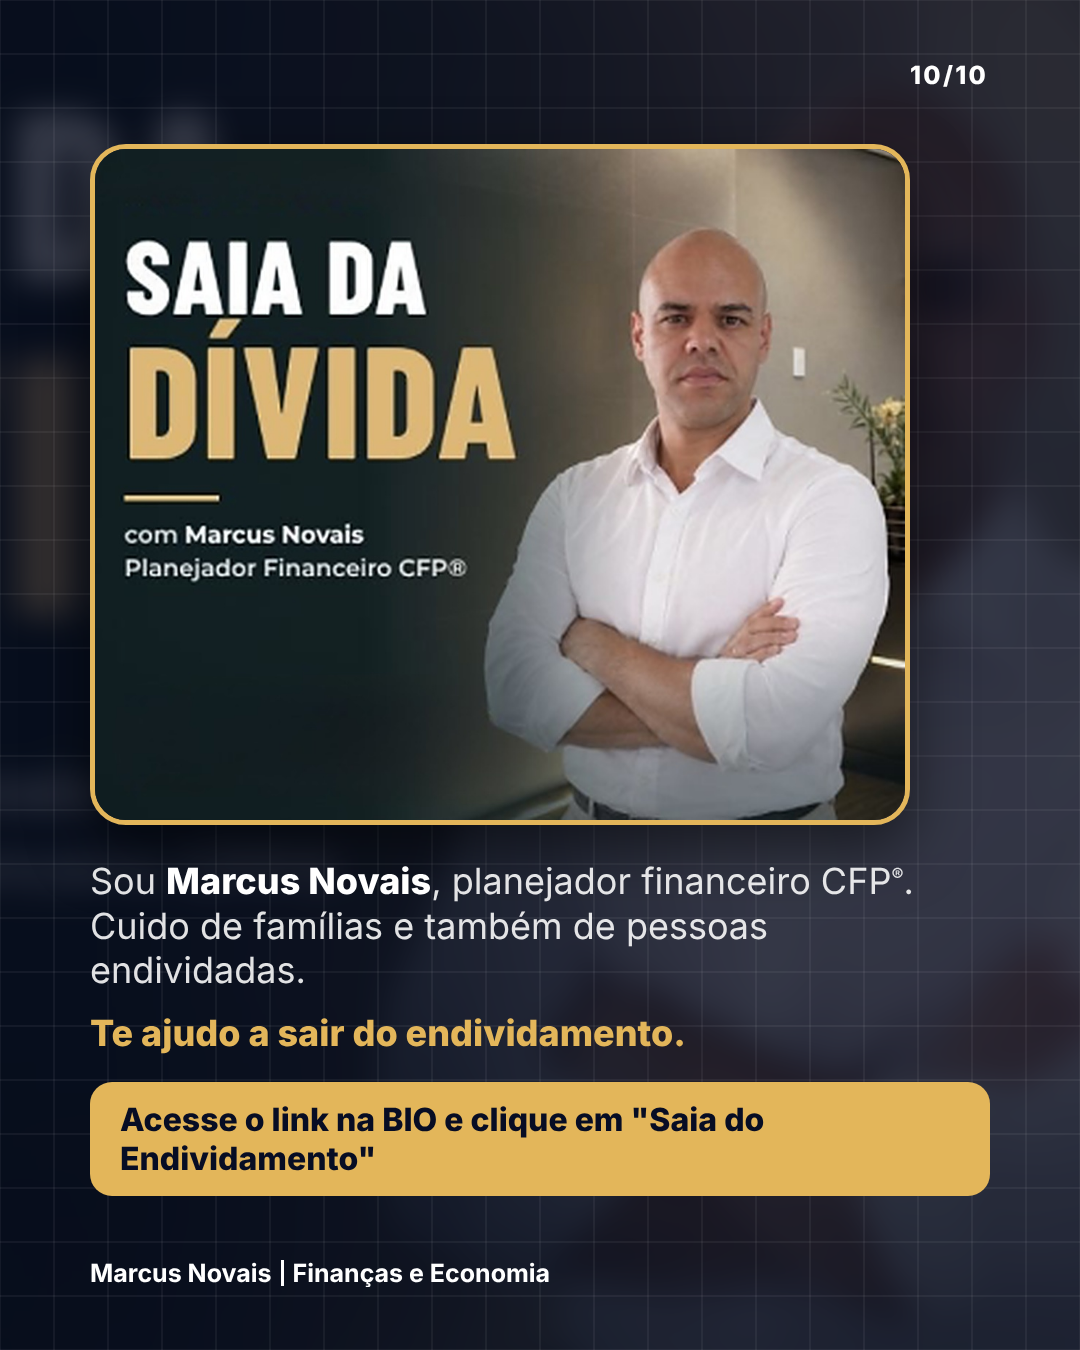 10/10
SAIA DA
DÍVIDA
com Marcus Novais
Planejador Financeiro CFP®
Sou Marcus Novais, planejador financeiro CFP®.
Cuido de famílias e também de pessoas
endividadas.
Te ajudo a sair do endividamento.
Acesse o link na BIO e clique em "Saia do
Endividamento"
Marcus Novais | Finanças e Economia